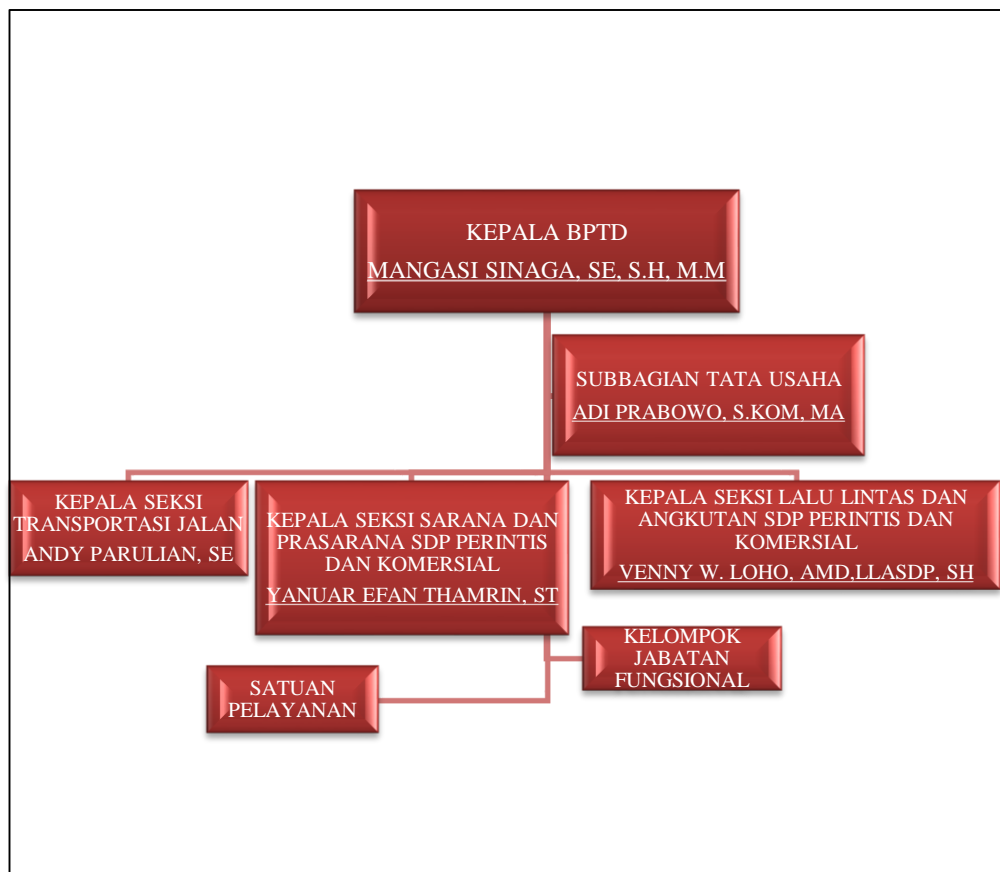 KEPALA BPTD
MANGASI SINAGA, SE, S.H, M.M
SUBBAGIAN TATA USAHA
ADI PRABOWO, S.KOM, MA
KEPALA SEKSI
TRANSPORTASI JALAN
ANDY PARULIAN, SE
KEPALA SEKSI SARANA DAN
PRASARANA SDP PERINTIS
DAN KOMERSIAL
YANUAR EFAN THAMRIN, ST
KEPALA SEKSI LALU LINTAS DAN
ANGKUTAN SDP PERINTIS DAN
KOMERSIAL
VENNY W. LOHO, AMD,LLASDP, SH
KELOMPOK
JABATAN
FUNGSIONAL
SATUAN
PELAYANAN